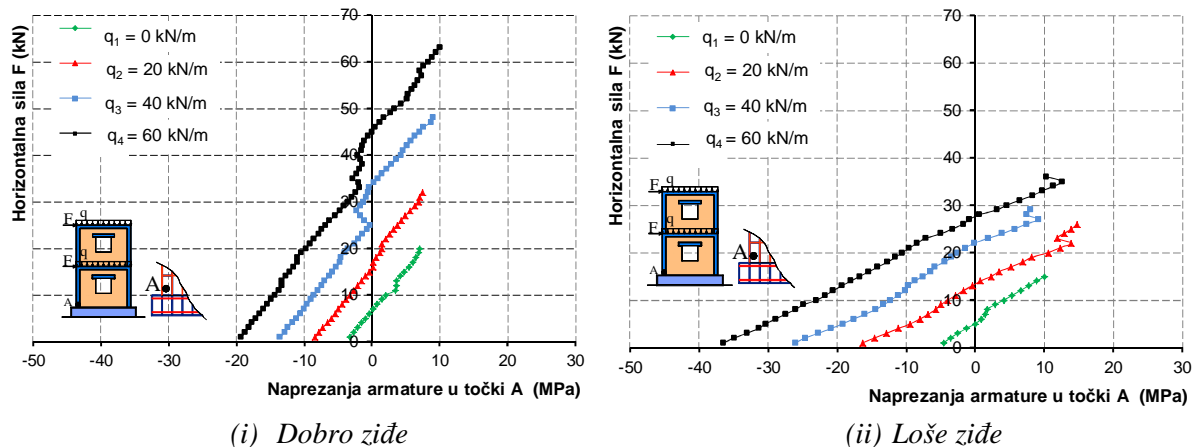 Horizontalna sila F (kN)
70
60
50
40
30
20
10
0
-50 -40 -30 -20 -10 0 10 20 30
Naprezanja armature u točki A (MPa)
q1 = 0 kN/m
q2 = 20 kN/m
q3 = 40 kN/m
q4 = 60 kN/m
q
F
q
F
A
A
(i) Dobro ziđe
Horizontalna sila F (kN)
70
60
50
40
30
20
10
0
-50 -40 -30 -20 -10 0 10 20 30
Naprezanja armature u točki A (MPa)
q1 = 0 kN/m
q2 = 20 kN/m
q3 = 40 kN/m
q4 = 60 kN/m
q
F
q
F
A
A
(ii) Loše ziđe